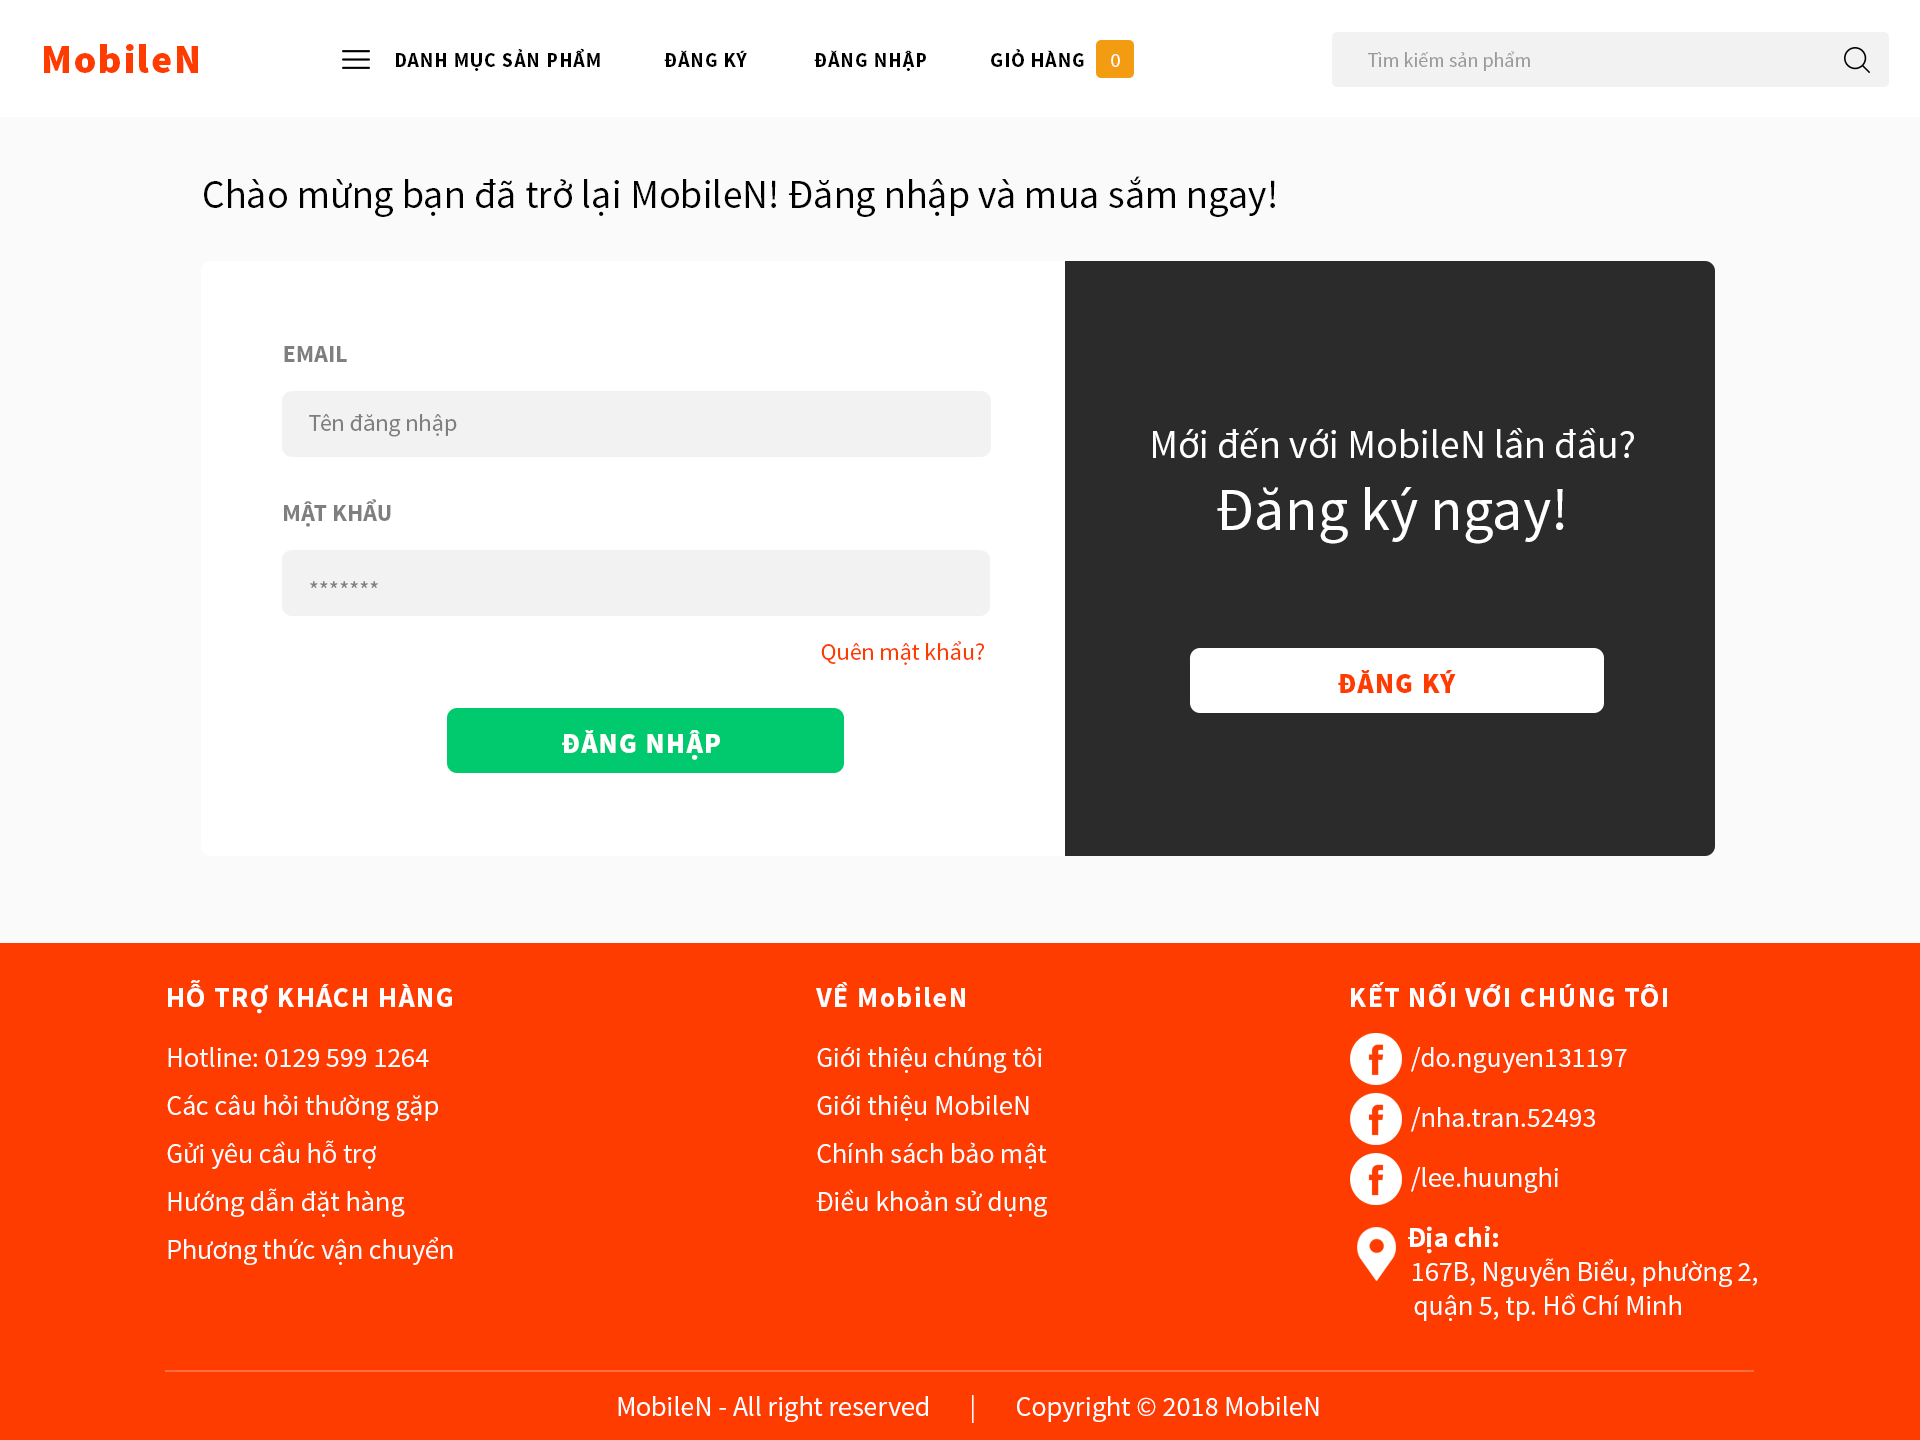 MobileN
DANH MỤC SẢN PHẨM
ĐĂNG KÝ
ĐĂNG NHẬP
GIỎ HÀNG 0
Tìm kiếm sản phẩm
Chào mừng bạn đã trở lại MobileN! Đăng nhập và mua sắm ngay!
EMAIL
Tên đăng nhập
MẬT KHẨU
*******
Quên mật khẩu?
ĐĂNG NHẬP
Mới đến với MobileN lần đầu?
Đăng ký ngay!
ĐĂNG KÝ
HỖ TRỢ KHÁCH HÀNG
Hotline: 0129 599 1264
Các câu hỏi thường gặp
Gửi yêu cầu hỗ trợ
Hướng dẫn đặt hàng
Phương thức vận chuyển
VỀ MobileN
Giới thiệu chúng tôi
Giới thiệu MobileN
Chính sách bảo mật
Điều khoản sử dụng
KẾT NỐI VỚI CHÚNG TÔI
/do.nguyen131197
/nha.tran.52493
/lee.huunghi
Địa chỉ:
167B, Nguyễn Biểu, phường 2,
quận 5, tp. Hồ Chí Minh
MobileN - All right reserved | Copyright © 2018 MobileN